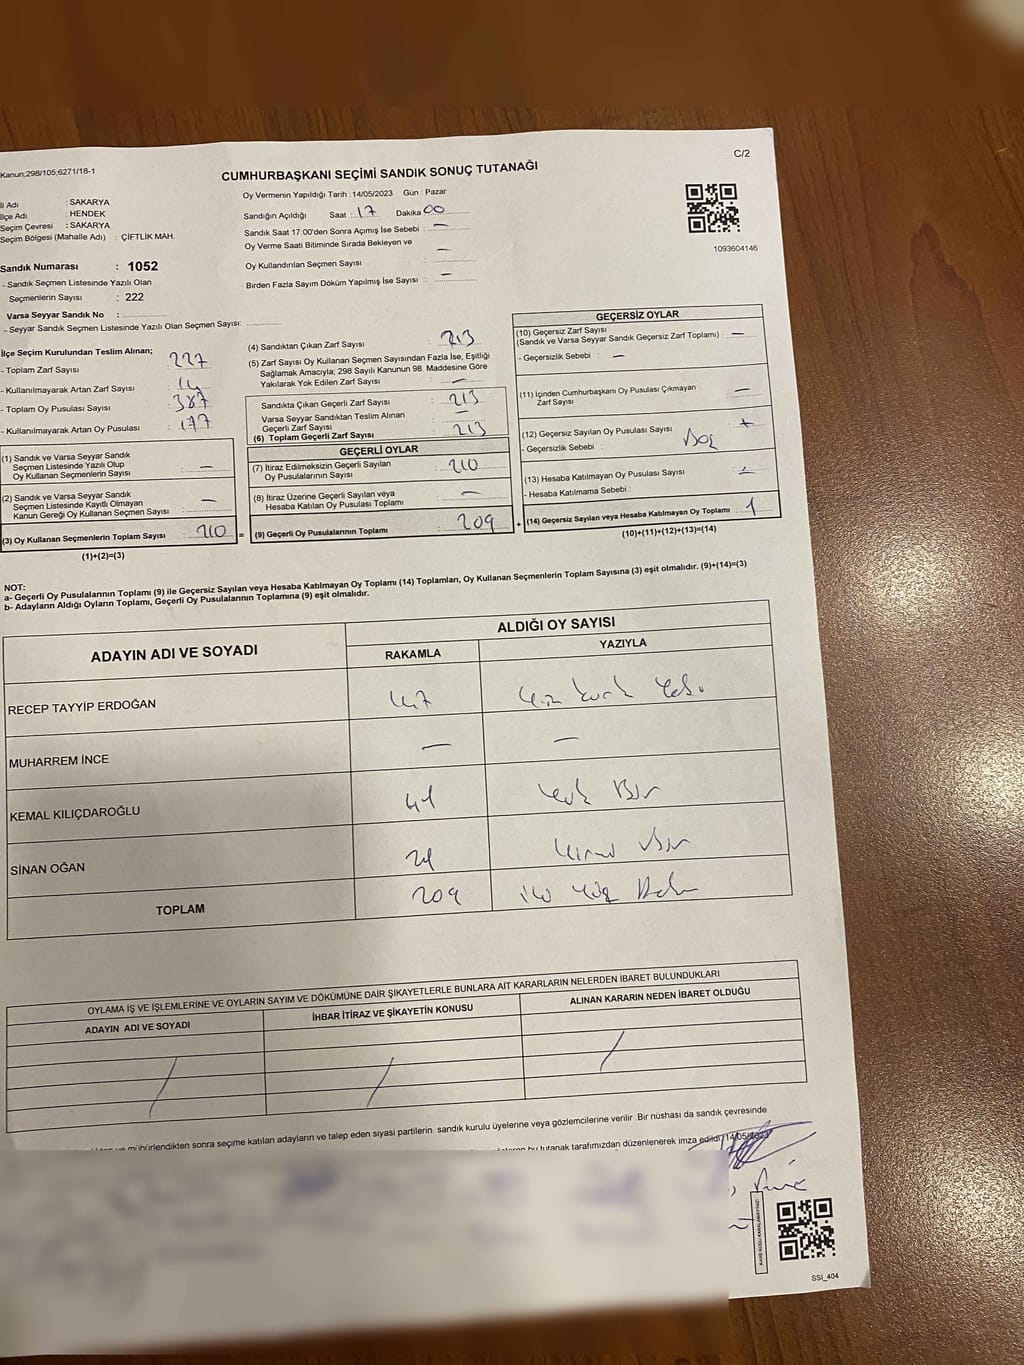 C/2
Kanun;298/105;6271/18-1
CUMHURBAŞKANI SEÇİMİ SANDIK SONUÇ TUTANAĞI
İl Adı : SAKARYA
İlçe Adı : HENDEK
Seçim Çevresi : SAKARYA
Seçim Bölgesi (Mahalle Adı) : ÇİFTLİK MAH.
Sandık Numarası : 1052
- Sandık Seçmen Listesinde Yazılı Olan
Seçmenlerin Sayısı : 222
Varsa Seyyar Sandık No :
- Seyyar Sandık Seçmen Listesinde Yazılı Olan Seçmen Sayısı:
Oy Vermenin Yapıldığı Tarih :14/05/2023 Gün : Pazar
Sandığın Açıldığı Saat : 17 Dakika 00
Sandık Saat 17:00'den Sonra Açımış İse Sebebi : —
Oy Verme Saati Bitiminde Sırada Bekleyen ve
Oy Kullandırılan Seçmen Sayısı : —
Birden Fazla Sayım Döküm Yapılmış İse Sayısı : —
1093604146
İlçe Seçim Kurulundan Teslim Alınan;
- Toplam Zarf Sayısı : 227
- Kullanılmayarak Artan Zarf Sayısı : 14
- Toplam Oy Pusulası Sayısı : 387
- Kullanılmayarak Artan Oy Pusulası : 177
(1) Sandık ve Varsa Seyyar Sandık
Seçmen Listesinde Yazılı Olup
Oy Kullanan Seçmenlerin Sayısı : —
(2) Sandık ve Varsa Seyyar Sandık
Seçmen Listesinde Kayıtlı Olmayan
Kanun Gereği Oy Kullanan Seçmen Sayısı : —
(3) Oy Kullanan Seçmenlerin Toplam Sayısı : 210
(1)+(2)=(3)
(4) Sandıktan Çıkan Zarf Sayısı : 213
(5) Zarf Sayısı Oy Kullanan Seçmen Sayısından Fazla İse, Eşitliği
Sağlamak Amacıyla; 298 Sayılı Kanunun 98. Maddesine Göre
Yakılarak Yok Edilen Zarf Sayısı : —
Sandıkta Çıkan Geçerli Zarf Sayısı : 213
Varsa Seyyar Sandıktan Teslim Alınan
Geçerli Zarf Sayısı : —
(6) Toplam Geçerli Zarf Sayısı : 213
GEÇERLİ OYLAR
(7) İtiraz Edilmeksizin Geçerli Sayılan
Oy Pusulalarının Sayısı : 210
(8) İtiraz Üzerine Geçerli Sayılan veya
Hesaba Katılan Oy Pusulası Toplamı : —
= (9) Geçerli Oy Pusulalarının Toplamı : 209
GEÇERSİZ OYLAR
(10) Geçersiz Zarf Sayısı
(Sandık ve Varsa Seyyar Sandık Geçersiz Zarf Toplamı) : —
- Geçersizlik Sebebi : —
(11) İçinden Cumhurbaşkanı Oy Pusulası Çıkmayan
Zarf Sayısı : —
(12) Geçersiz Sayılan Oy Pusulası Sayısı :
- Geçersizlik Sebebi : Boş
(13) Hesaba Katılmayan Oy Pusulası Sayısı :
- Hesaba Katılmama Sebebi :
+ (14) Geçersiz Sayılan veya Hesaba Katılmayan Oy Toplamı : 1
(10)+(11)+(12)+(13)=(14)
NOT:
a- Geçerli Oy Pusulalarının Toplamı (9) ile Geçersiz Sayılan veya Hesaba Katılmayan Oy Toplamı (14) Toplamları, Oy Kullanan Seçmenlerin Toplam Sayısına (3) eşit olmalıdır. (9)+(14)=(3)
b- Adayların Aldığı Oyların Toplamı, Geçerli Oy Pusulalarının Toplamına (9) eşit olmalıdır.
ADAYIN ADI VE SOYADI
ALDIĞI OY SAYISI
RAKAMLA YAZIYLA
RECEP TAYYİP ERDOĞAN 147 Yüz kırk Yedi
MUHARREM İNCE — —
KEMAL KILIÇDAROĞLU 41 Kırk Bir
SİNAN OĞAN 21 Yirmi Bir
TOPLAM 209 iki Yüz Dokuz
OYLAMA İŞ VE İŞLEMLERİNE VE OYLARIN SAYIM VE DÖKÜMÜNE DAİR ŞİKAYETLERLE BUNLARA AİT KARARLARIN NELERDEN İBARET BULUNDUKLARI
ADAYIN ADI VE SOYADI İHBAR İTİRAZ VE ŞİKAYETİN KONUSU ALINAN KARARIN NEDEN İBARET OLDUĞU
mühürlendikten sonra seçime katılan adayların ve talep eden siyasi partilerin sandık kurulu üyelerine veya gözlemcilerine verilir .Bir nüshası da sandık çevresinde
bu tutanak tarafımızdan düzenlenerek imza edildi. 14/05/2023
SSI_404